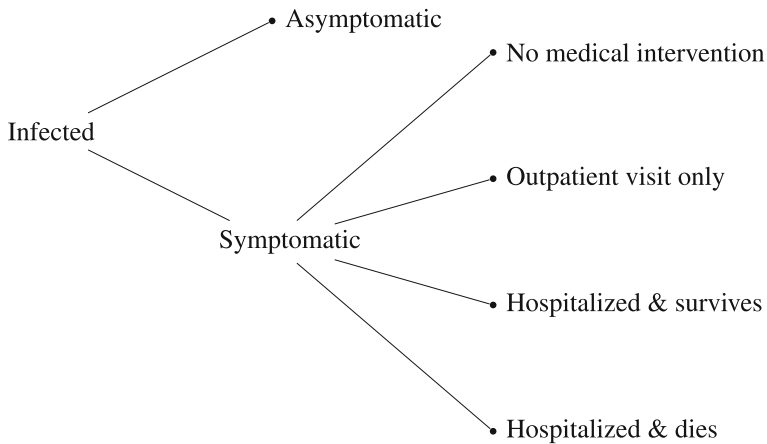 Asymptomatic
No medical intervention
Infected
Outpatient visit only
Symptomatic
Hospitalized & survives
Hospitalized & dies